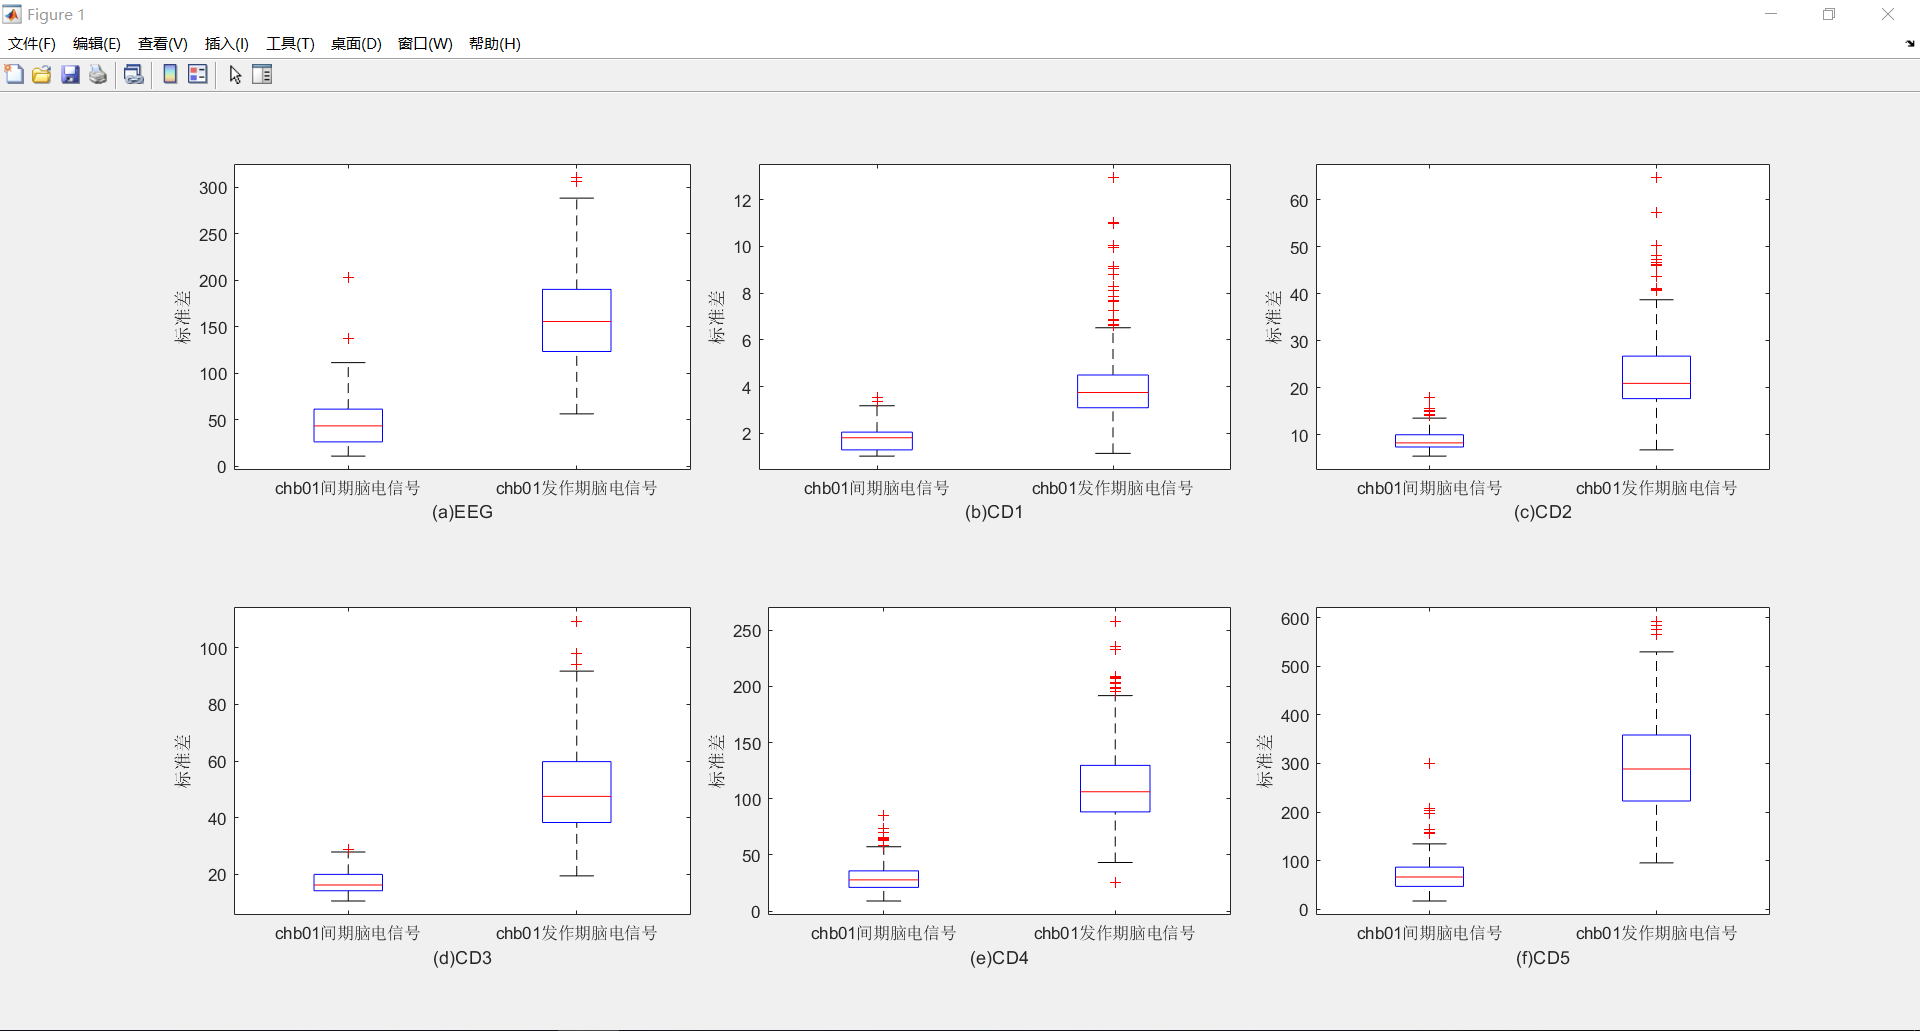 Figure 1
文件(F) 编辑(E) 查看(V) 插入(I) 工具(T) 桌面(D) 窗口(W) 帮助(H)
300
250
200
150
100
50
0
标准差
chb01间期脑电信号 chb01发作期脑电信号
(a)EEG
12
10
8
6
4
2
标准差
chb01间期脑电信号 chb01发作期脑电信号
(b)CD1
60
50
40
30
20
10
标准差
chb01间期脑电信号 chb01发作期脑电信号
(c)CD2
100
80
60
40
20
标准差
chb01间期脑电信号 chb01发作期脑电信号
(d)CD3
250
200
150
100
50
0
标准差
chb01间期脑电信号 chb01发作期脑电信号
(e)CD4
600
500
400
300
200
100
0
标准差
chb01间期脑电信号 chb01发作期脑电信号
(f)CD5